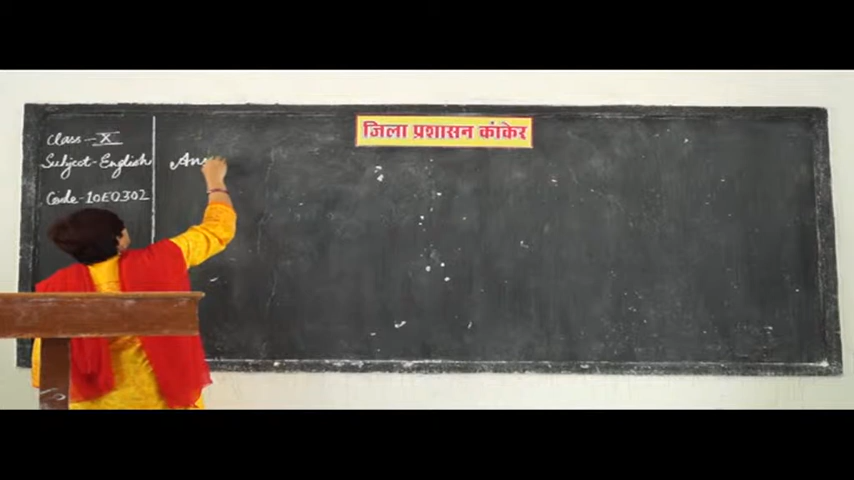 जिला प्रशासन कांकेर
Class - X
Subject - English
Code - 10E0302